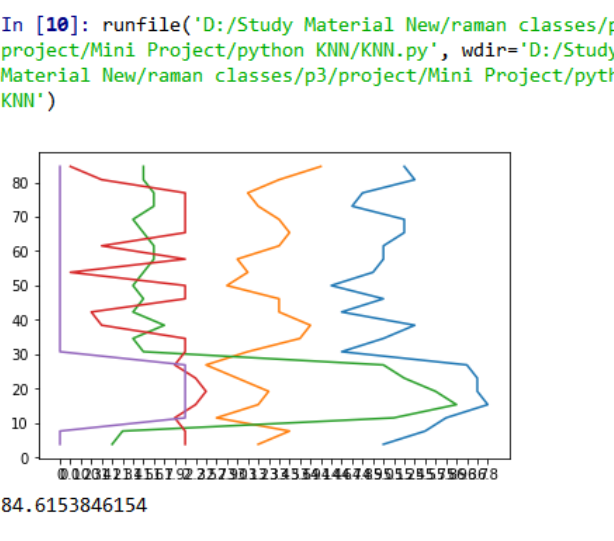 In [10]: runfile('D:/Study Material New/raman classes/p
project/Mini Project/python KNN/KNN.py', wdir='D:/Study
Material New/raman classes/p3/project/Mini Project/pyth
KNN')
80
70
60
50
40
30
20
10
0
84.6153846154